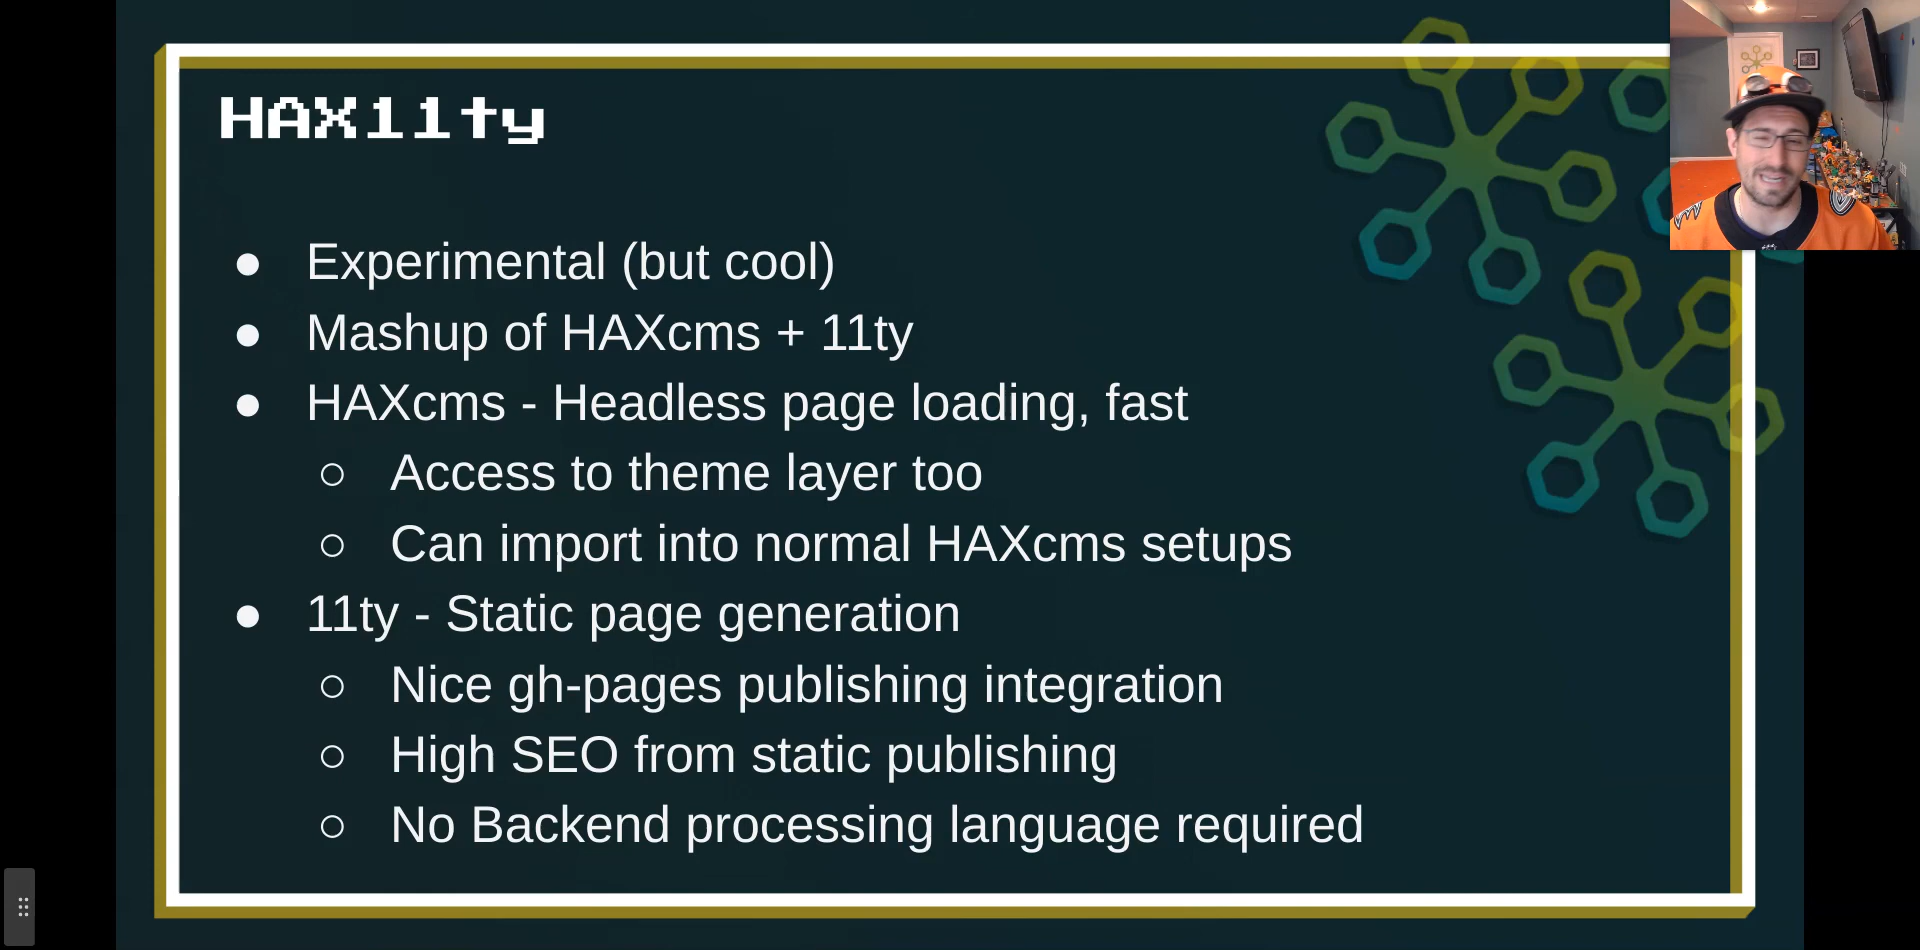 HAX11ty
● Experimental (but cool)
● Mashup of HAXcms + 11ty
● HAXcms - Headless page loading, fast
○ Access to theme layer too
○ Can import into normal HAXcms setups
● 11ty - Static page generation
○ Nice gh-pages publishing integration
○ High SEO from static publishing
○ No Backend processing language required